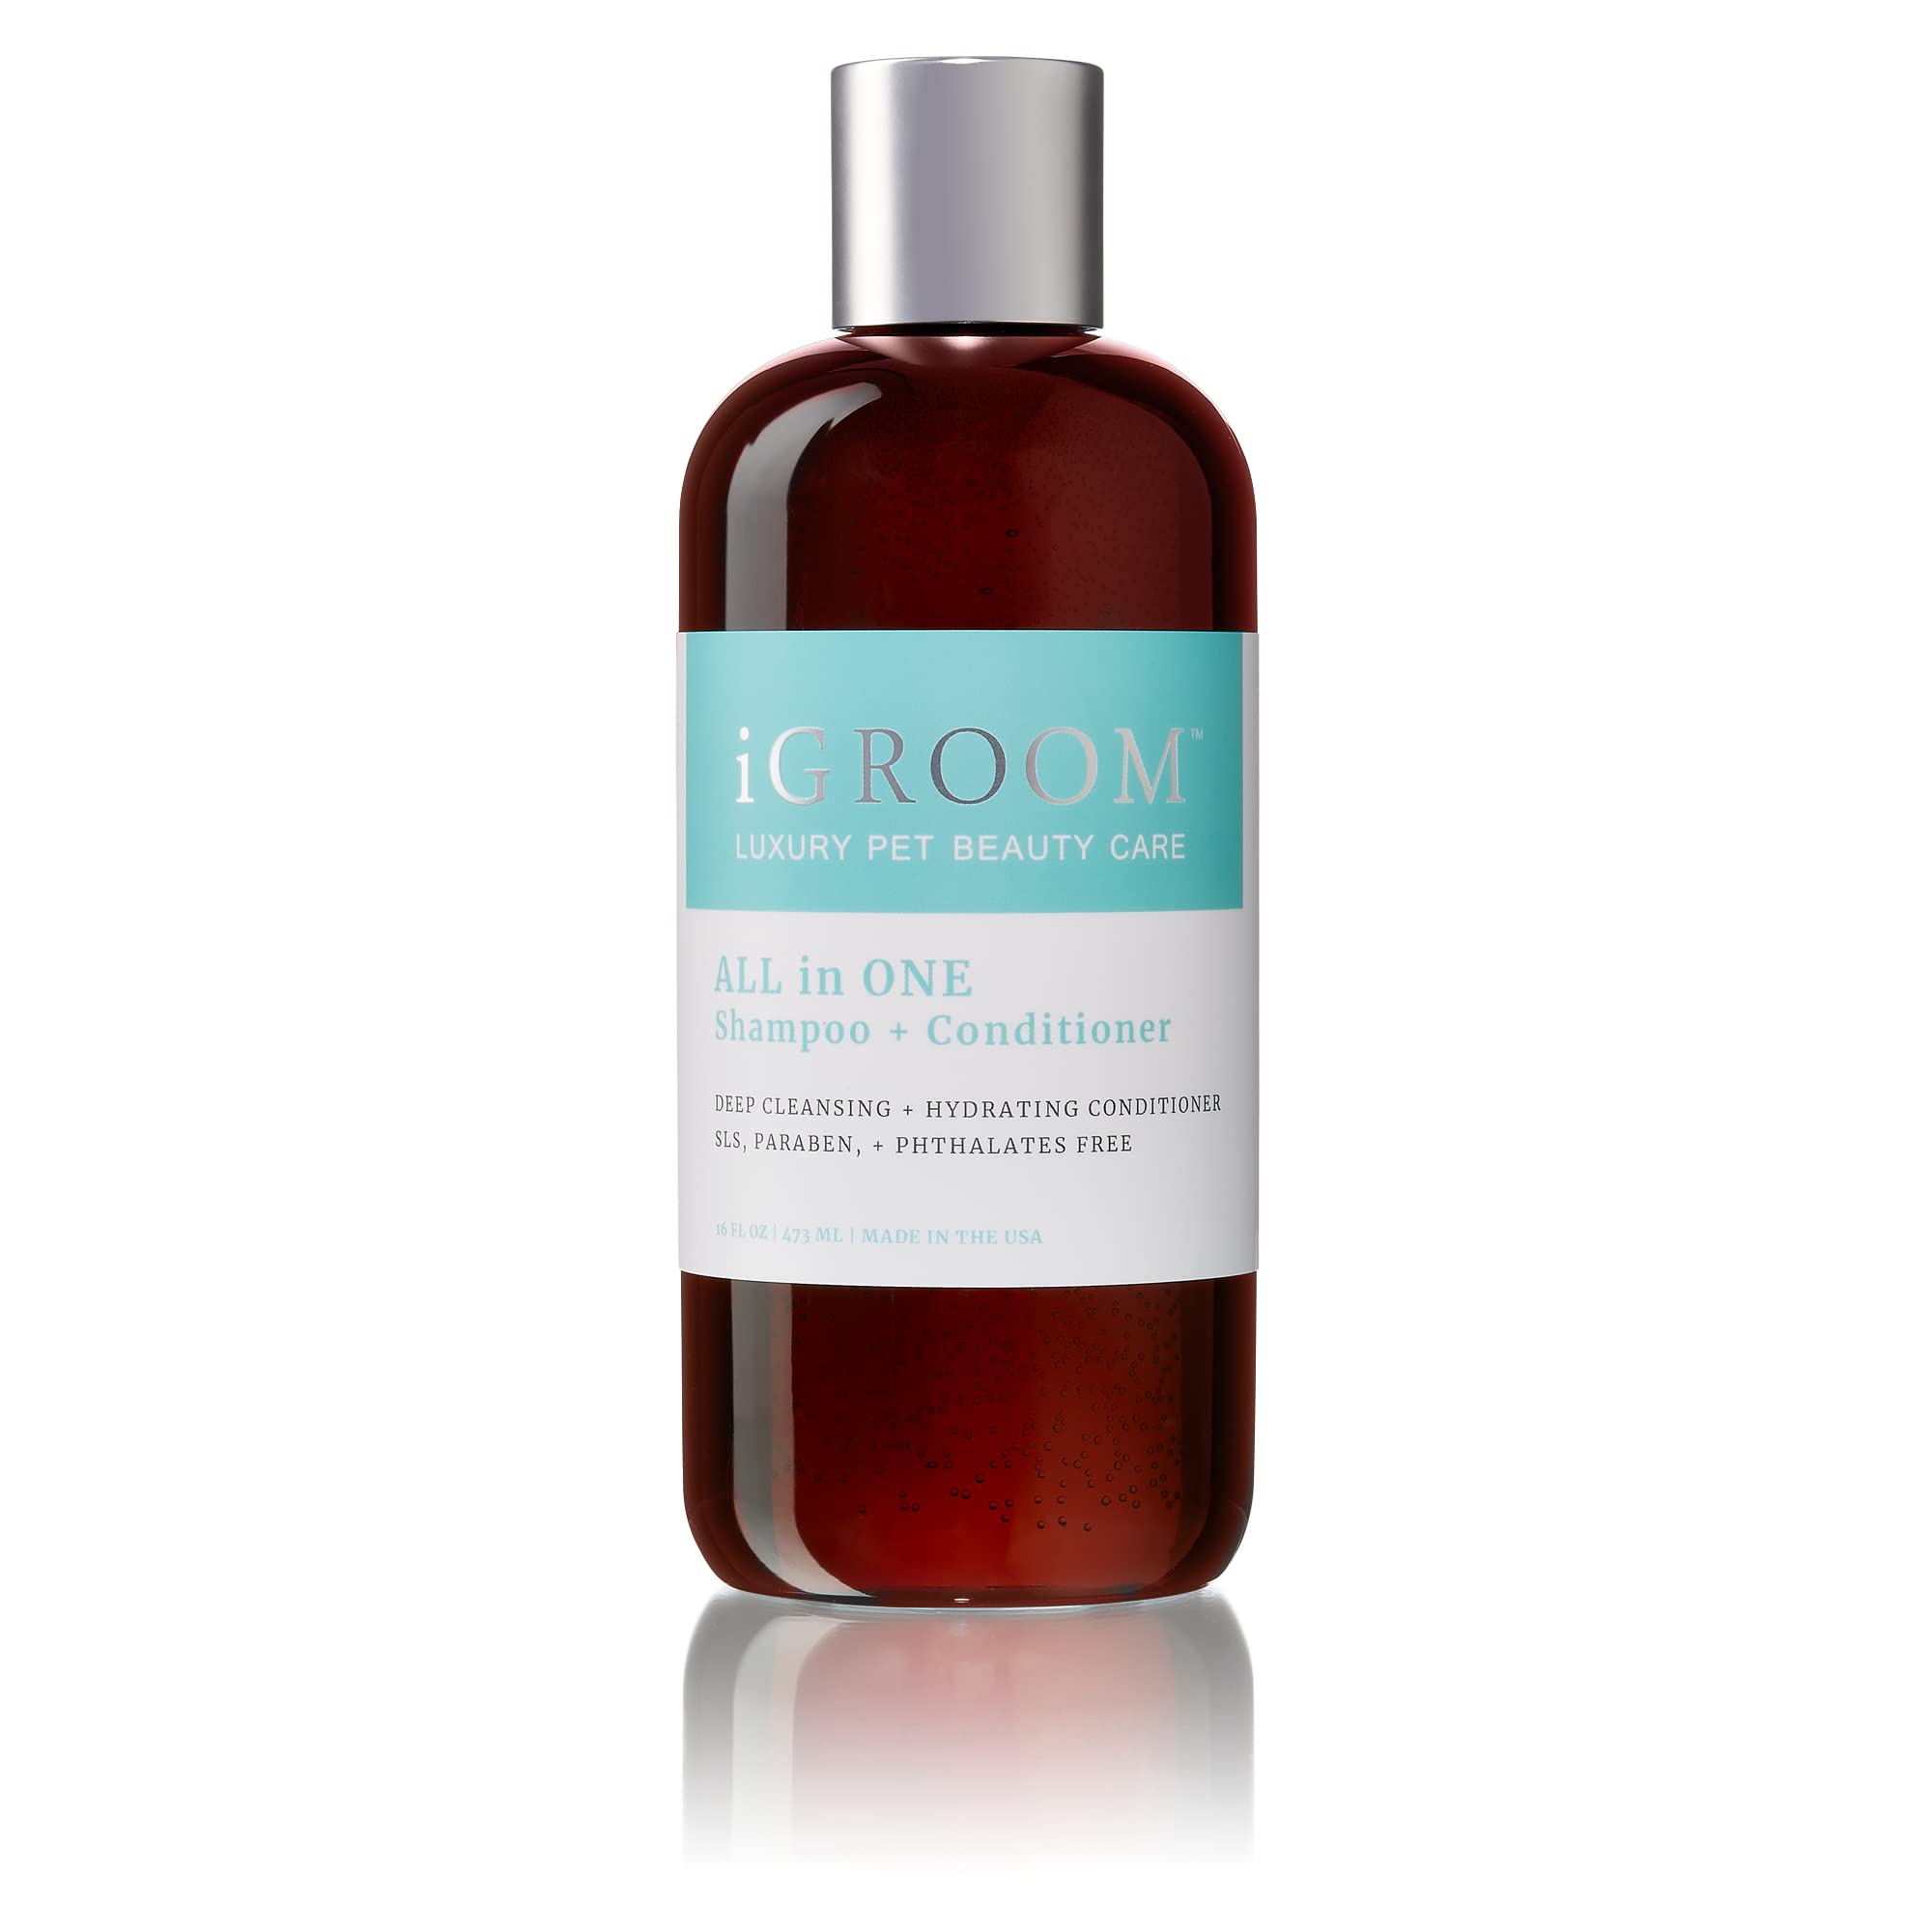 iGROOM™
LUXURY PET BEAUTY CARE
ALL in ONE
Shampoo + Conditioner
DEEP CLEANSING + HYDRATING CONDITIONER
SLS, PARABEN, + PHTHALATES FREE
16 FL OZ | 473 ML | MADE IN THE USA